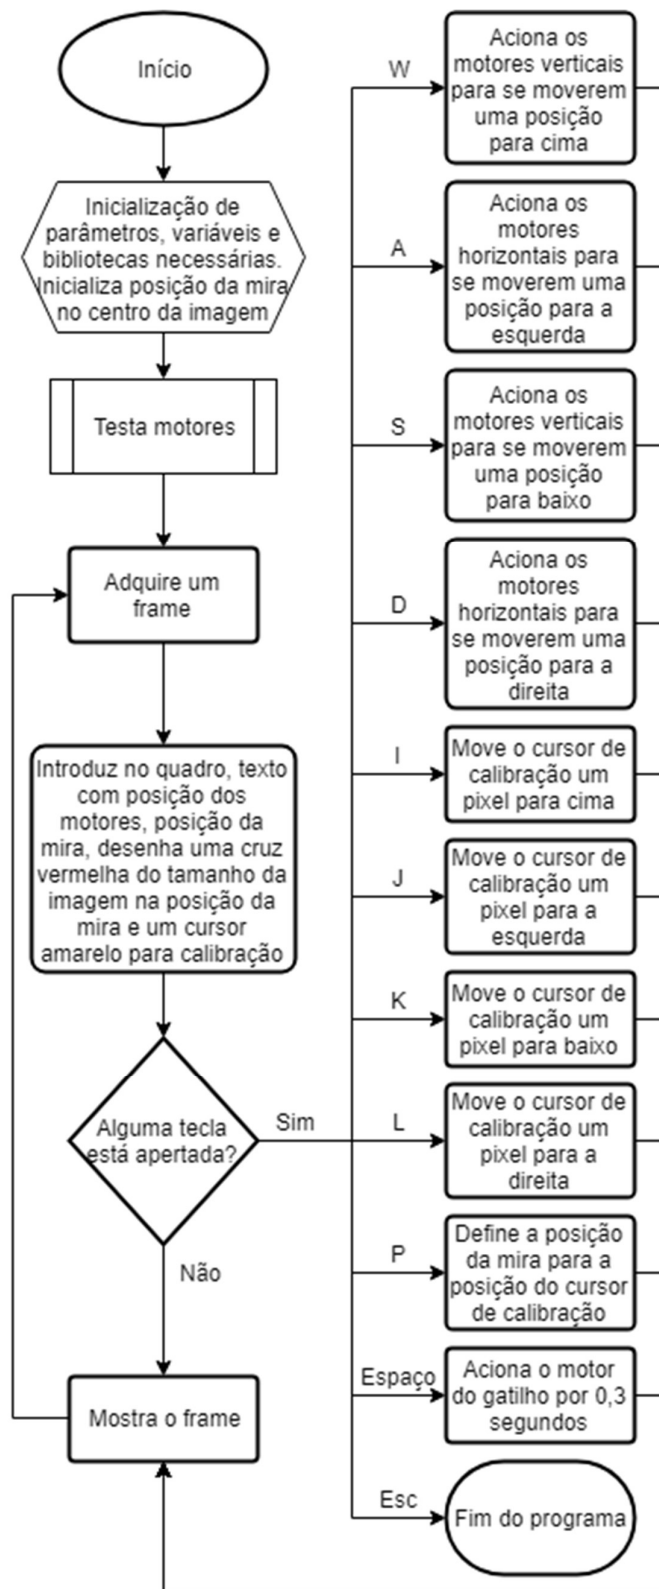 Início
Inicialização de
parâmetros, variáveis e
bibliotecas necessárias.
Inicializa posição da mira
no centro da imagem
Testa motores
Adquire um
frame
Introduz no quadro, texto
com posição dos
motores, posição da
mira, desenha uma cruz
vermelha do tamanho da
imagem na posição da
mira e um cursor
amarelo para calibração
Alguma tecla
está apertada?
Sim
Não
Mostra o frame
W
Aciona os
motores verticais
para se moverem
uma posição
para cima
A
Aciona os
motores
horizontais para
se moverem uma
posição para a
esquerda
S
Aciona os
motores verticais
para se moverem
uma posição
para baixo
D
Aciona os
motores
horizontais para
se moverem uma
posição para a
direita
I
Move o cursor de
calibração um
pixel para cima
J
Move o cursor de
calibração um
pixel para a
esquerda
K
Move o cursor de
calibração um
pixel para baixo
L
Move o cursor de
calibração um
pixel para a
direita
P
Define a posição
da mira para a
posição do cursor
de calibração
Espaço
Aciona o motor
do gatilho por 0,3
segundos
Esc
Fim do programa